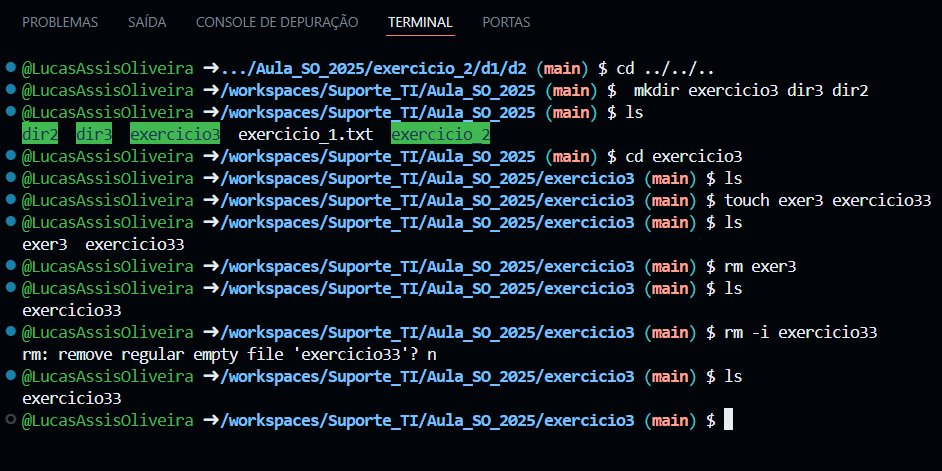 PROBLEMAS SAÍDA CONSOLE DE DEPURAÇÃO TERMINAL PORTAS
@LucasAssisOliveira ➜.../Aula_SO_2025/exercicio_2/d1/d2 (main) $ cd ../../..
@LucasAssisOliveira ➜/workspaces/Suporte_TI/Aula_SO_2025 (main) $  mkdir exercicio3 dir3 dir2
@LucasAssisOliveira ➜/workspaces/Suporte_TI/Aula_SO_2025 (main) $ ls
dir2  dir3  exercicio3  exercicio_1.txt  exercicio_2
@LucasAssisOliveira ➜/workspaces/Suporte_TI/Aula_SO_2025 (main) $ cd exercicio3
@LucasAssisOliveira ➜/workspaces/Suporte_TI/Aula_SO_2025/exercicio3 (main) $ ls
@LucasAssisOliveira ➜/workspaces/Suporte_TI/Aula_SO_2025/exercicio3 (main) $ touch exer3 exercicio33
@LucasAssisOliveira ➜/workspaces/Suporte_TI/Aula_SO_2025/exercicio3 (main) $ ls
exer3  exercicio33
@LucasAssisOliveira ➜/workspaces/Suporte_TI/Aula_SO_2025/exercicio3 (main) $ rm exer3
@LucasAssisOliveira ➜/workspaces/Suporte_TI/Aula_SO_2025/exercicio3 (main) $ ls
exercicio33
@LucasAssisOliveira ➜/workspaces/Suporte_TI/Aula_SO_2025/exercicio3 (main) $ rm -i exercicio33
rm: remove regular empty file 'exercicio33'? n
@LucasAssisOliveira ➜/workspaces/Suporte_TI/Aula_SO_2025/exercicio3 (main) $ ls
exercicio33
@LucasAssisOliveira ➜/workspaces/Suporte_TI/Aula_SO_2025/exercicio3 (main) $